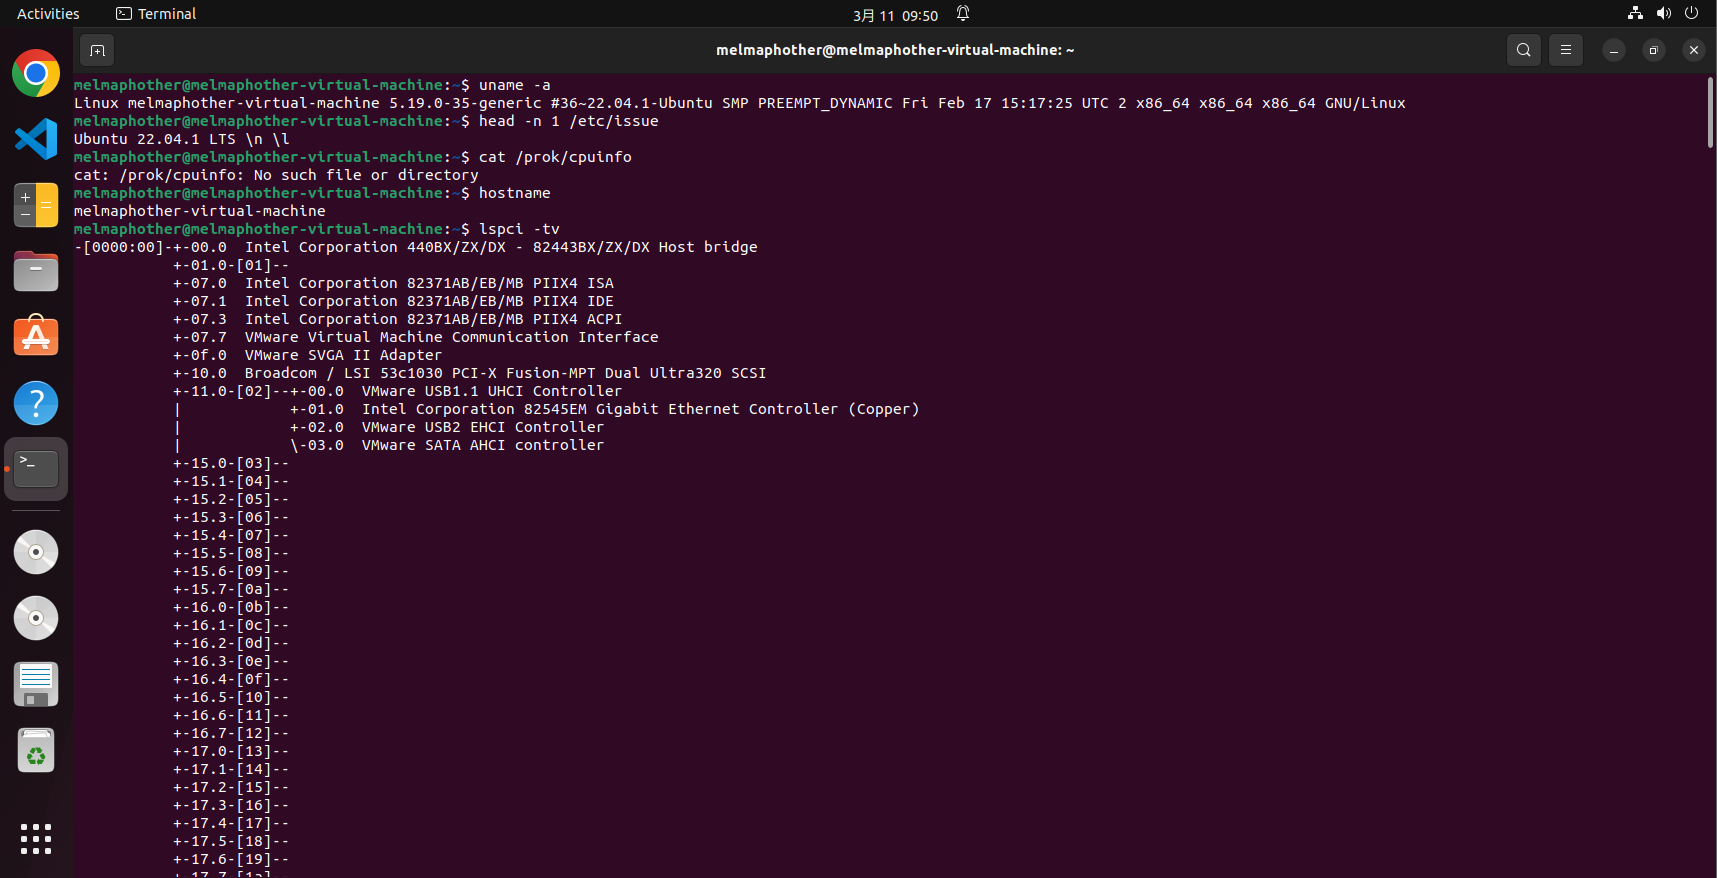 Activities Terminal 3月 11 09:50
melmaphother@melmaphother-virtual-machine: ~
melmaphother@melmaphother-virtual-machine:~$ uname -a
Linux melmaphother-virtual-machine 5.19.0-35-generic #36~22.04.1-Ubuntu SMP PREEMPT_DYNAMIC Fri Feb 17 15:17:25 UTC 2 x86_64 x86_64 x86_64 GNU/Linux
melmaphother@melmaphother-virtual-machine:~$ head -n 1 /etc/issue
Ubuntu 22.04.1 LTS \n \l
melmaphother@melmaphother-virtual-machine:~$ cat /prok/cpuinfo
cat: /prok/cpuinfo: No such file or directory
melmaphother@melmaphother-virtual-machine:~$ hostname
melmaphother-virtual-machine
melmaphother@melmaphother-virtual-machine:~$ lspci -tv
-[0000:00]-+-00.0  Intel Corporation 440BX/ZX/DX - 82443BX/ZX/DX Host bridge
           +-01.0-[01]--
           +-07.0  Intel Corporation 82371AB/EB/MB PIIX4 ISA
           +-07.1  Intel Corporation 82371AB/EB/MB PIIX4 IDE
           +-07.3  Intel Corporation 82371AB/EB/MB PIIX4 ACPI
           +-07.7  VMware Virtual Machine Communication Interface
           +-0f.0  VMware SVGA II Adapter
           +-10.0  Broadcom / LSI 53c1030 PCI-X Fusion-MPT Dual Ultra320 SCSI
           +-11.0-[02]--+-00.0  VMware USB1.1 UHCI Controller
           |            +-01.0  Intel Corporation 82545EM Gigabit Ethernet Controller (Copper)
           |            +-02.0  VMware USB2 EHCI Controller
           |            \-03.0  VMware SATA AHCI controller
           +-15.0-[03]--
           +-15.1-[04]--
           +-15.2-[05]--
           +-15.3-[06]--
           +-15.4-[07]--
           +-15.5-[08]--
           +-15.6-[09]--
           +-15.7-[0a]--
           +-16.0-[0b]--
           +-16.1-[0c]--
           +-16.2-[0d]--
           +-16.3-[0e]--
           +-16.4-[0f]--
           +-16.5-[10]--
           +-16.6-[11]--
           +-16.7-[12]--
           +-17.0-[13]--
           +-17.1-[14]--
           +-17.2-[15]--
           +-17.3-[16]--
           +-17.4-[17]--
           +-17.5-[18]--
           +-17.6-[19]--
           +-17.7-[1a]--